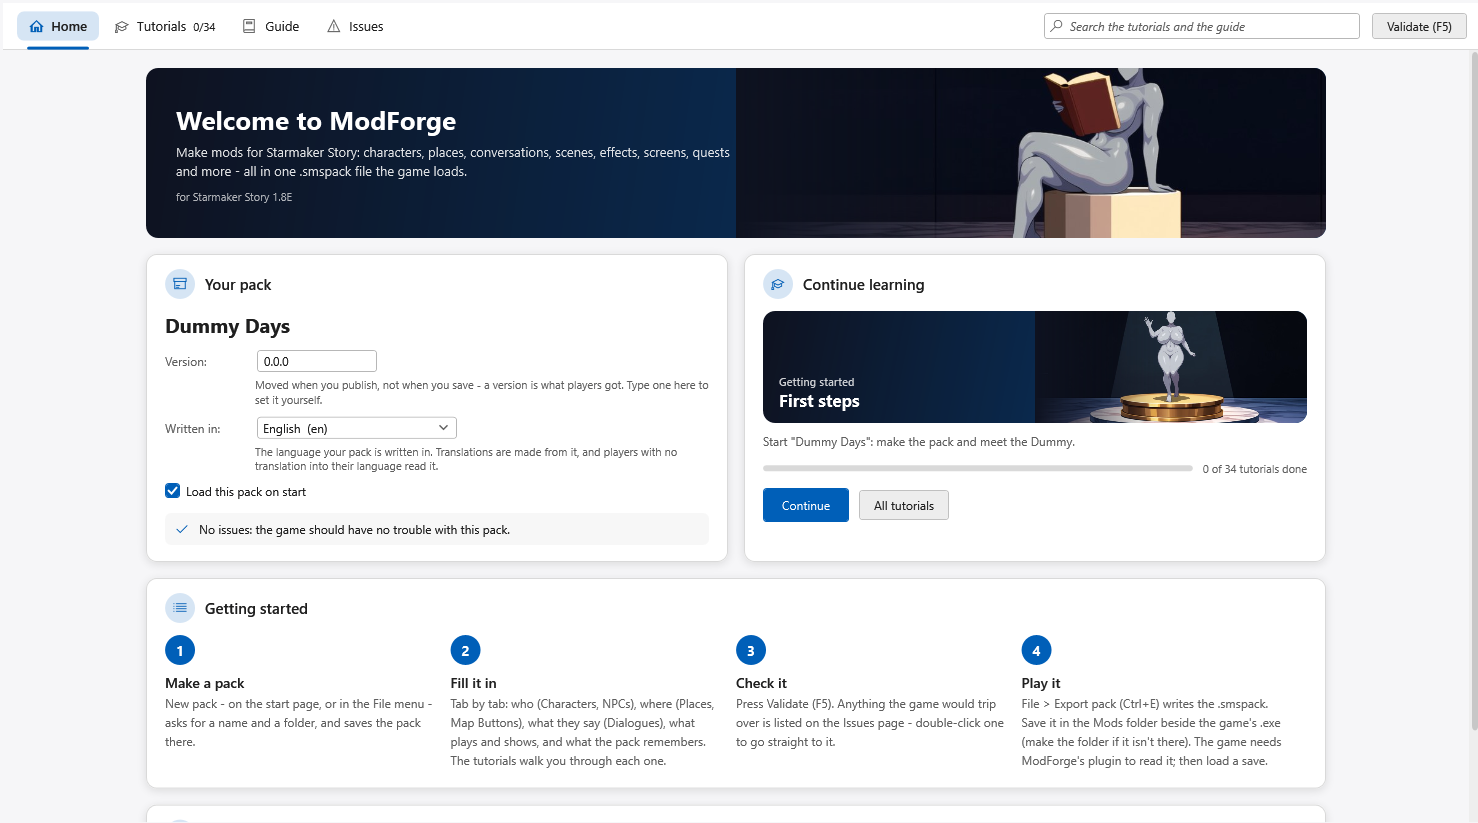 Home
Tutorials 0/34
Guide
Issues
Search the tutorials and the guide
Validate (F5)
Welcome to ModForge
Make mods for Starmaker Story: characters, places, conversations, scenes, effects, screens, quests
and more - all in one .smspack file the game loads.
for Starmaker Story 1.8E
Your pack
Dummy Days
Version:
0.0.0
Moved when you publish, not when you save - a version is what players got. Type one here to
set it yourself.
Written in:
English (en)
The language your pack is written in. Translations are made from it, and players with no
translation into their language read it.
Load this pack on start
No issues: the game should have no trouble with this pack.
Continue learning
Getting started
First steps
Start "Dummy Days": make the pack and meet the Dummy.
0 of 34 tutorials done
Continue
All tutorials
Getting started
1
Make a pack
New pack - on the start page, or in the File menu -
asks for a name and a folder, and saves the pack
there.
2
Fill it in
Tab by tab: who (Characters, NPCs), where (Places,
Map Buttons), what they say (Dialogues), what
plays and shows, and what the pack remembers.
The tutorials walk you through each one.
3
Check it
Press Validate (F5). Anything the game would trip
over is listed on the Issues page - double-click one
to go straight to it.
4
Play it
File > Export pack (Ctrl+E) writes the .smspack.
Save it in the Mods folder beside the game's .exe
(make the folder if it isn't there). The game needs
ModForge's plugin to read it; then load a save.